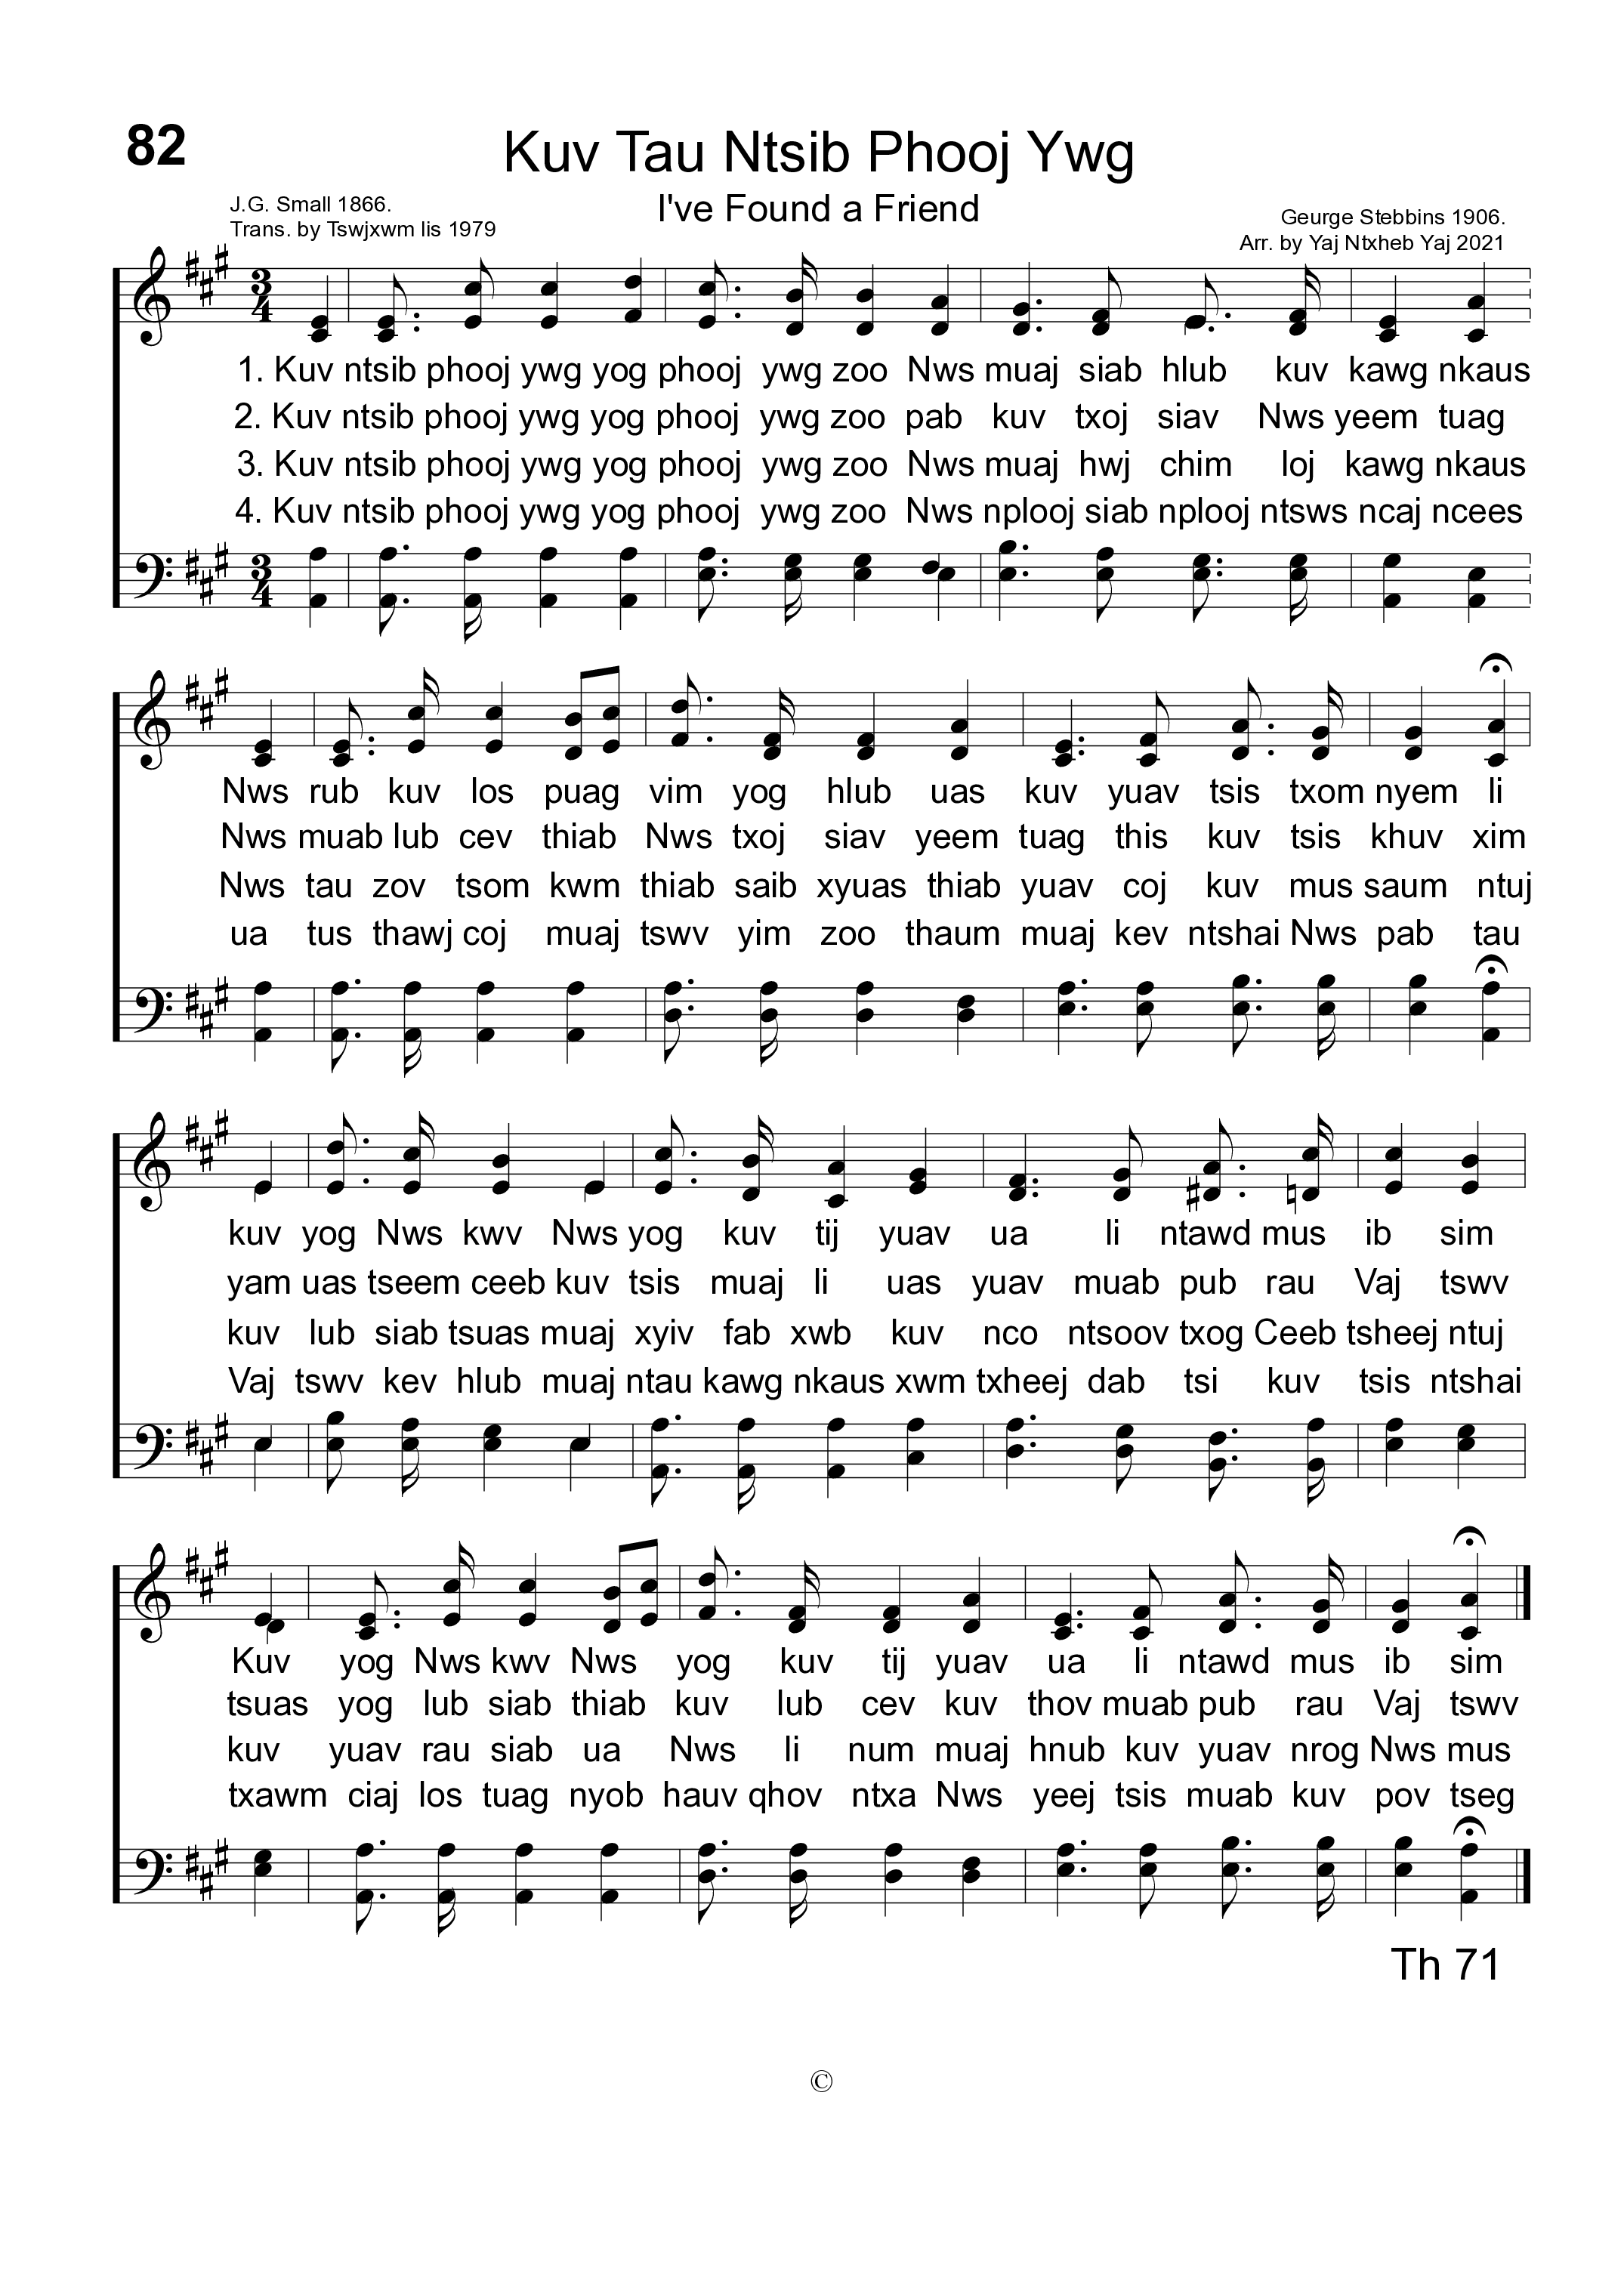 82
Kuv Tau Ntsib Phooj Ywg
I've Found a Friend
J.G. Small 1866.
Trans. by Tswjxwm lis 1979
Geurge Stebbins 1906.
Arr. by Yaj Ntxheb Yaj 2021
1. Kuv ntsib phooj ywg yog phooj ywg zoo Nws muaj siab hlub kuv kawg nkaus
2. Kuv ntsib phooj ywg yog phooj ywg zoo pab kuv txoj siav Nws yeem tuag
3. Kuv ntsib phooj ywg yog phooj ywg zoo Nws muaj hwj chim loj kawg nkaus
4. Kuv ntsib phooj ywg yog phooj ywg zoo Nws nplooj siab nplooj ntsws ncaj ncees
Nws rub kuv los puag vim yog hlub uas kuv yuav tsis txom nyem li
Nws muab lub cev thiab Nws txoj siav yeem tuag this kuv tsis khuv xim
Nws tau zov tsom kwm thiab saib xyuas thiab yuav coj kuv mus saum ntuj
ua tus thawj coj muaj tswv yim zoo thaum muaj kev ntshai Nws pab tau
kuv yog Nws kwv Nws yog kuv tij yuav ua li ntawd mus ib sim
yam uas tseem ceeb kuv tsis muaj li uas yuav muab pub rau Vaj tswv
kuv lub siab tsuas muaj xyiv fab xwb kuv nco ntsoov txog Ceeb tsheej ntuj
Vaj tswv kev hlub muaj ntau kawg nkaus xwm txheej dab tsi kuv tsis ntshai
Kuv yog Nws kwv Nws yog kuv tij yuav ua li ntawd mus ib sim
tsuas yog lub siab thiab kuv lub cev kuv thov muab pub rau Vaj tswv
kuv yuav rau siab ua Nws li num muaj hnub kuv yuav nrog Nws mus
txawm ciaj los tuag nyob hauv qhov ntxa Nws yeej tsis muab kuv pov tseg
Th 71
©